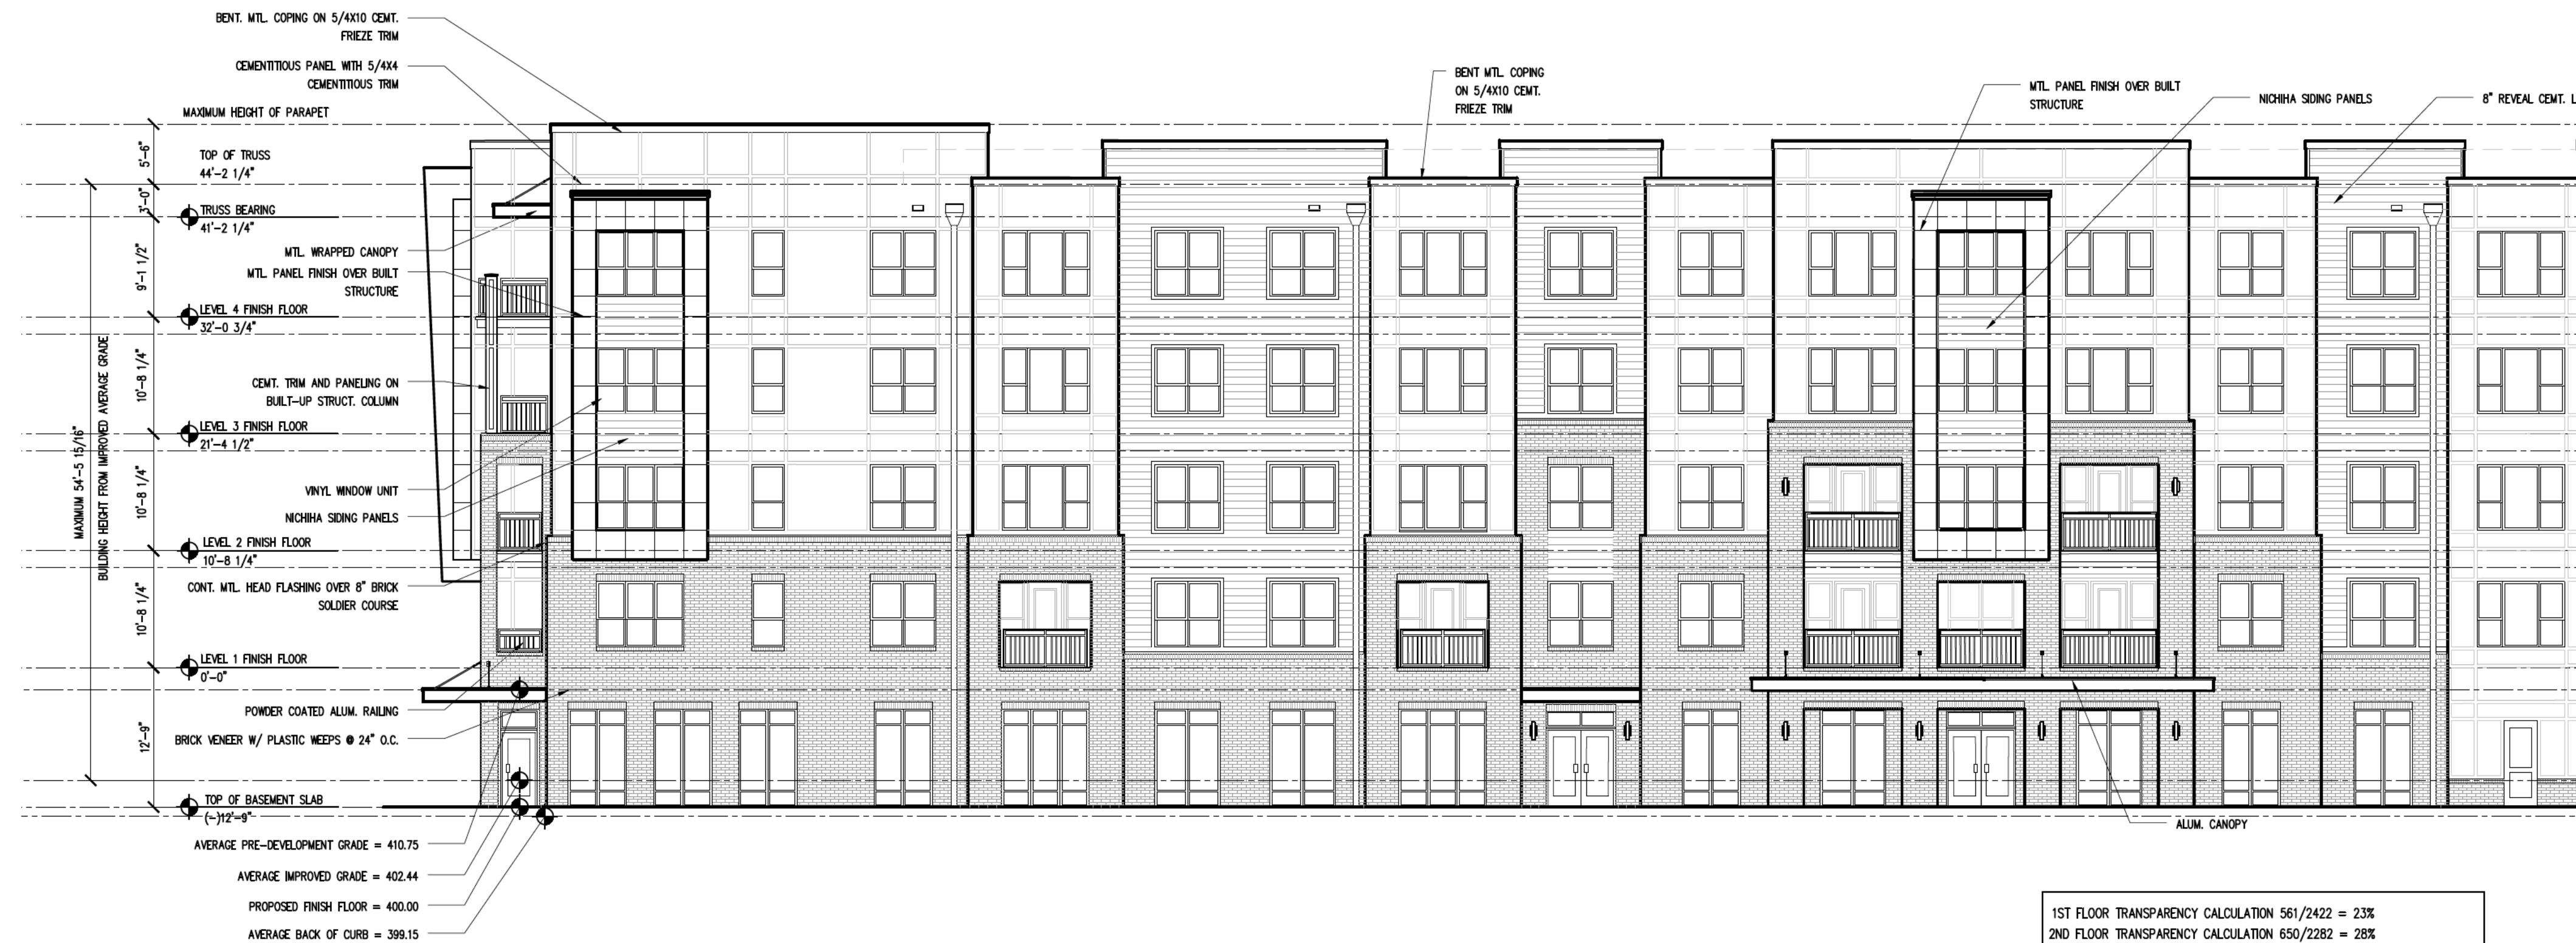 BENT. MTL. COPING ON 5/4X10 CEMT.
FRIEZE TRIM
CEMENTITIOUS PANEL WITH 5/4X4
CEMENTITIOUS TRIM
MAXIMUM HEIGHT OF PARAPET
5'-6"
TOP OF TRUSS
44'-2 1/4"
3'-0"
TRUSS BEARING
41'-2 1/4"
MTL. WRAPPED CANOPY
9'-1 1/2"
MTL. PANEL FINISH OVER BUILT
STRUCTURE
LEVEL 4 FINISH FLOOR
32'-0 3/4"
10'-8 1/4"
CEMT. TRIM AND PANELING ON
BUILT-UP STRUCT. COLUMN
LEVEL 3 FINISH FLOOR
21'-4 1/2"
MAXIMUM 54'-5 15/16"
BUILDING HEIGHT FROM IMPROVED AVERAGE GRADE
10'-8 1/4"
VINYL WINDOW UNIT
NICHIHA SIDING PANELS
LEVEL 2 FINISH FLOOR
10'-8 1/4"
CONT. MTL. HEAD FLASHING OVER 8" BRICK
SOLDIER COURSE
10'-8 1/4"
LEVEL 1 FINISH FLOOR
0'-0"
POWDER COATED ALUM. RAILING
BRICK VENEER W/ PLASTIC WEEPS @ 24" O.C.
12'-9"
TOP OF BASEMENT SLAB
(-)12'-9"
AVERAGE PRE-DEVELOPMENT GRADE = 410.75
AVERAGE IMPROVED GRADE = 402.44
PROPOSED FINISH FLOOR = 400.00
AVERAGE BACK OF CURB = 399.15
BENT MTL. COPING
ON 5/4X10 CEMT.
FRIEZE TRIM
MTL. PANEL FINISH OVER BUILT
STRUCTURE
NICHIHA SIDING PANELS
8" REVEAL CEMT. L
ALUM. CANOPY
1ST FLOOR TRANSPARENCY CALCULATION 561/2422 = 23%
2ND FLOOR TRANSPARENCY CALCULATION 650/2282 = 28%